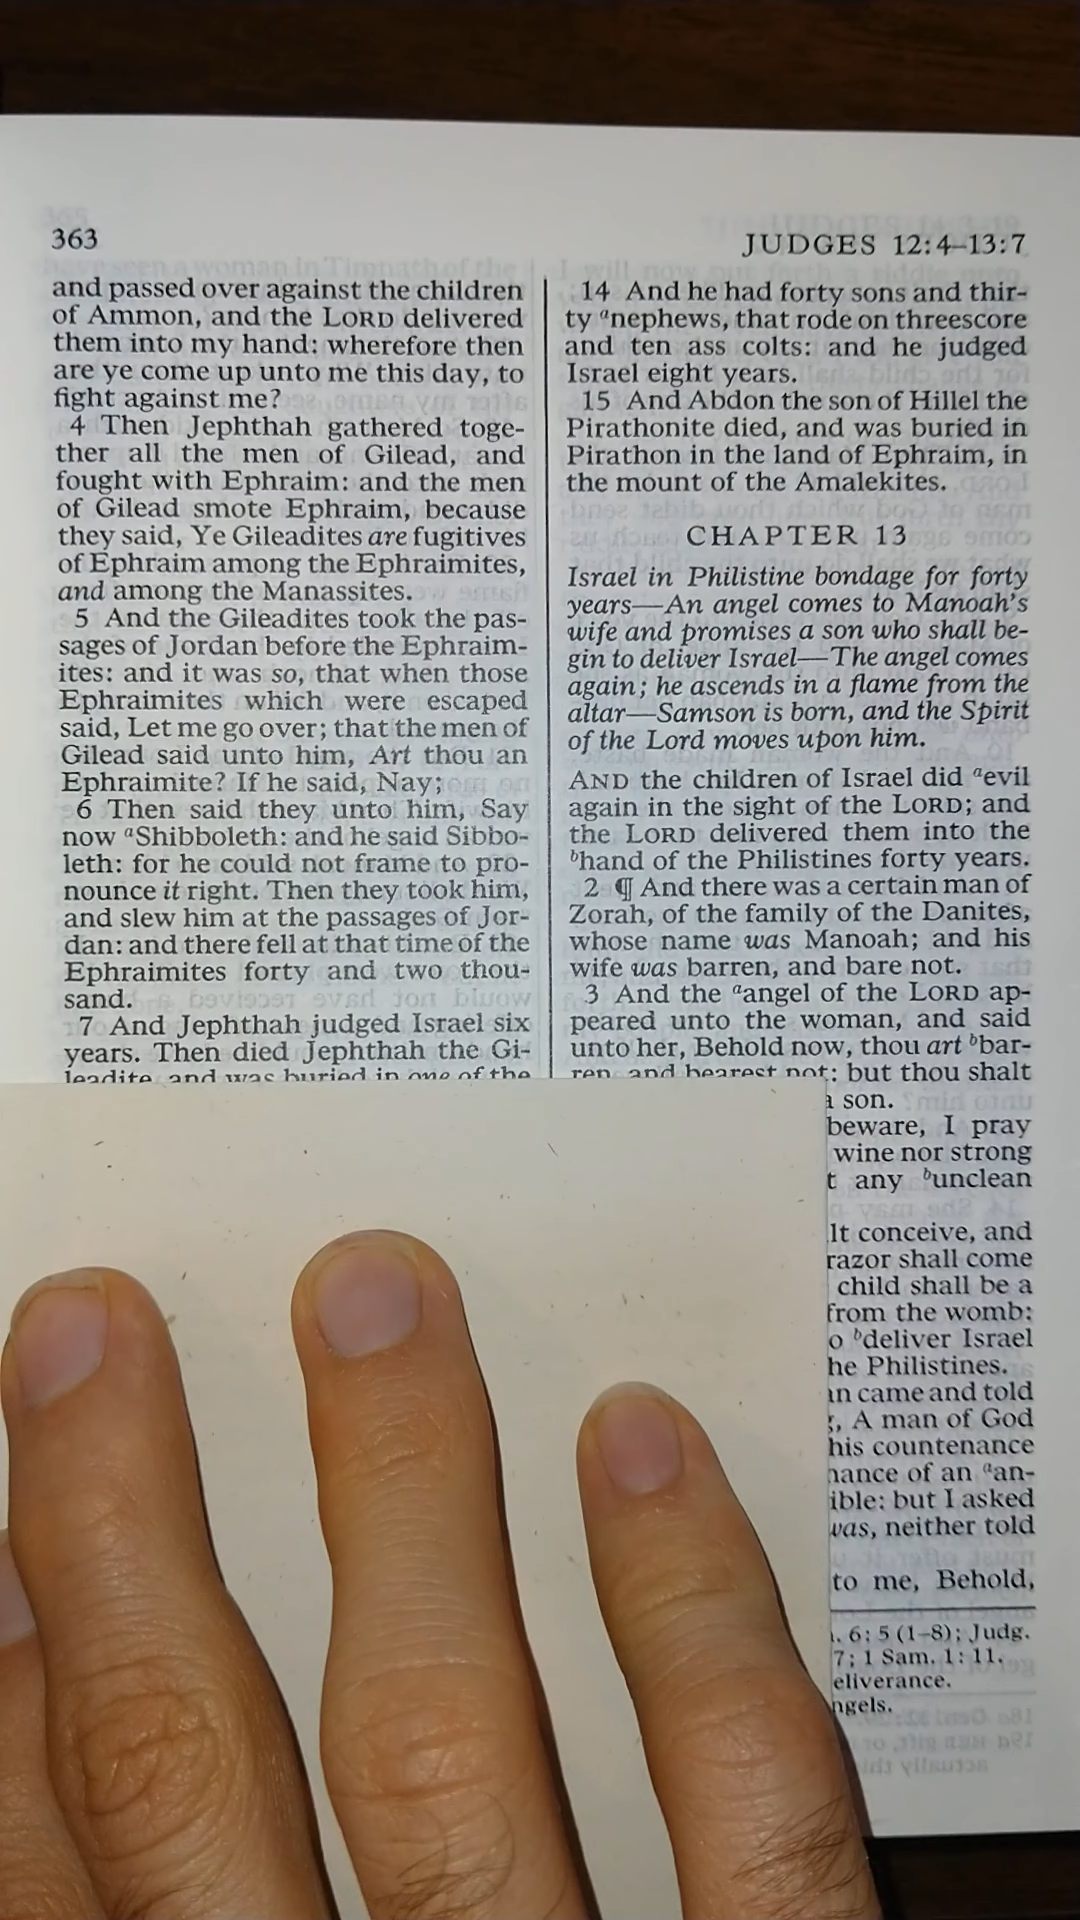 363
JUDGES 12:4–13:7
and passed over against the children
of Ammon, and the LORD delivered
them into my hand: wherefore then
are ye come up unto me this day, to
fight against me?
4 Then Jephthah gathered toge-
ther all the men of Gilead, and
fought with Ephraim: and the men
of Gilead smote Ephraim, because
they said, Ye Gileadites are fugitives
of Ephraim among the Ephraimites,
and among the Manassites.
5 And the Gileadites took the pas-
sages of Jordan before the Ephraim-
ites: and it was so, that when those
Ephraimites which were escaped
said, Let me go over; that the men of
Gilead said unto him, Art thou an
Ephraimite? If he said, Nay;
6 Then said they unto him, Say
now aShibboleth: and he said Sibbo-
leth: for he could not frame to pro-
nounce it right. Then they took him,
and slew him at the passages of Jor-
dan: and there fell at that time of the
Ephraimites forty and two thou-
sand.
7 And Jephthah judged Israel six
years. Then died Jephthah the Gi-
leadite, and was buried in one of the
14 And he had forty sons and thir-
ty anephews, that rode on threescore
and ten ass colts: and he judged
Israel eight years.
15 And Abdon the son of Hillel the
Pirathonite died, and was buried in
Pirathon in the land of Ephraim, in
the mount of the Amalekites.
CHAPTER 13
Israel in Philistine bondage for forty
years—An angel comes to Manoah's
wife and promises a son who shall be-
gin to deliver Israel—The angel comes
again; he ascends in a flame from the
altar—Samson is born, and the Spirit
of the Lord moves upon him.
AND the children of Israel did aevil
again in the sight of the LORD; and
the LORD delivered them into the
bhand of the Philistines forty years.
2 ¶ And there was a certain man of
Zorah, of the family of the Danites,
whose name was Manoah; and his
wife was barren, and bare not.
3 And the aangel of the LORD ap-
peared unto the woman, and said
unto her, Behold now, thou art bbar-
ren, and bearest not: but thou shalt
son.
beware, I pray
wine nor strong
any bunclean
conceive, and
razor shall come
child shall be a
from the womb:
bdeliver Israel
Philistines.
came and told
A man of God
his countenance
of an aan-
but I asked
was, neither told
to me, Behold,
6:5 (1–8); Judg.
7; 1 Sam. 1:11.